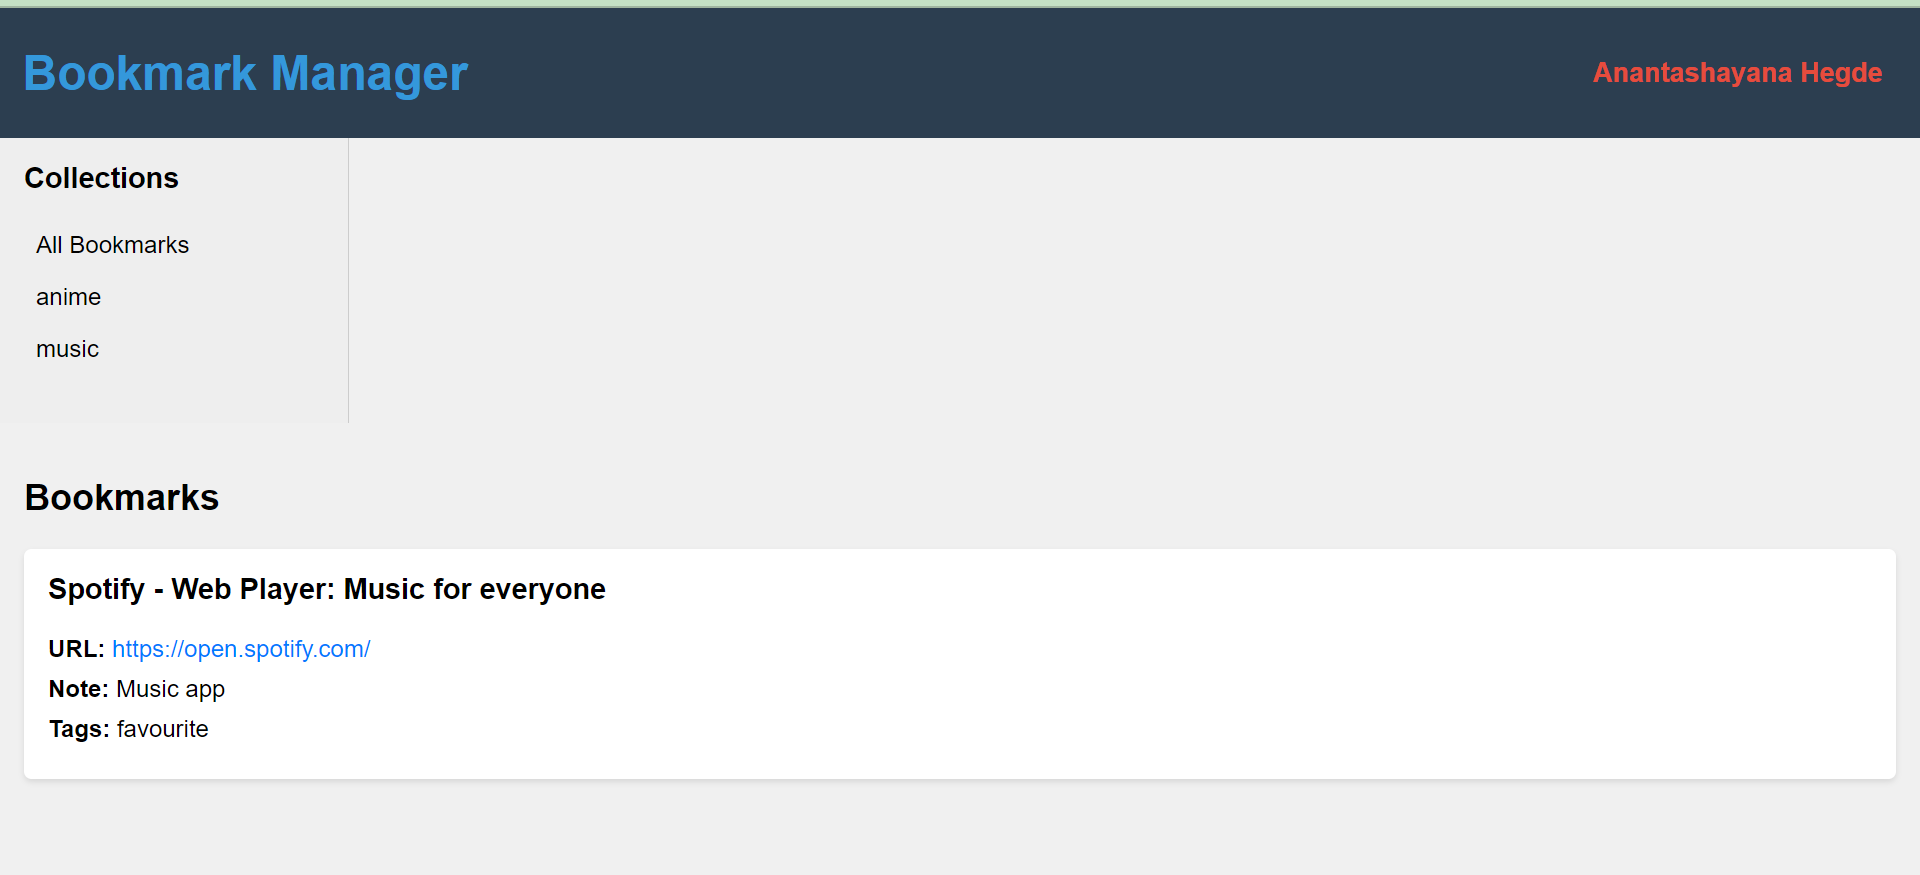 Bookmark Manager
Anantashayana Hegde
Collections
All Bookmarks
anime
music
Bookmarks
Spotify - Web Player: Music for everyone
URL: https://open.spotify.com/
Note: Music app
Tags: favourite